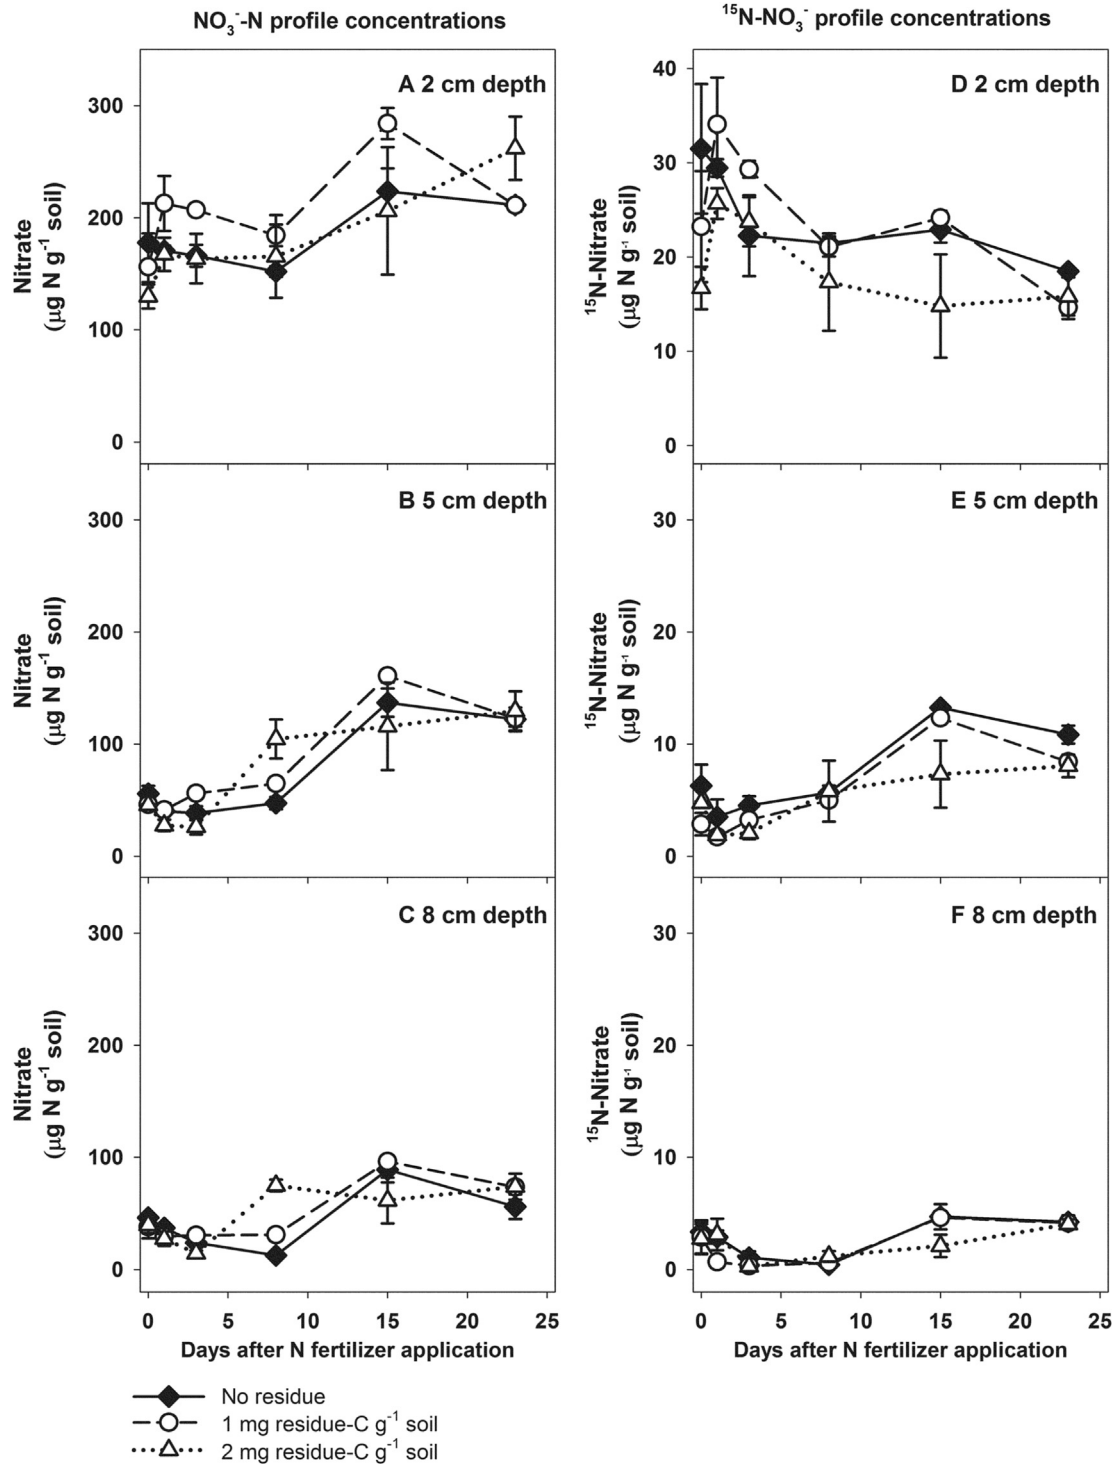 NO₃⁻-N profile concentrations
¹⁵N-NO₃⁻ profile concentrations
A 2 cm depth
300
200
100
0
Nitrate
(µg N g⁻¹ soil)
D 2 cm depth
40
30
20
10
0
¹⁵N-Nitrate
(µg N g⁻¹ soil)
B 5 cm depth
300
200
100
0
Nitrate
(µg N g⁻¹ soil)
E 5 cm depth
30
20
10
0
¹⁵N-Nitrate
(µg N g⁻¹ soil)
C 8 cm depth
300
200
100
0
Nitrate
(µg N g⁻¹ soil)
F 8 cm depth
30
20
10
0
¹⁵N-Nitrate
(µg N g⁻¹ soil)
0 5 10 15 20 25
0 5 10 15 20 25
Days after N fertilizer application
Days after N fertilizer application
No residue
1 mg residue-C g⁻¹ soil
2 mg residue-C g⁻¹ soil